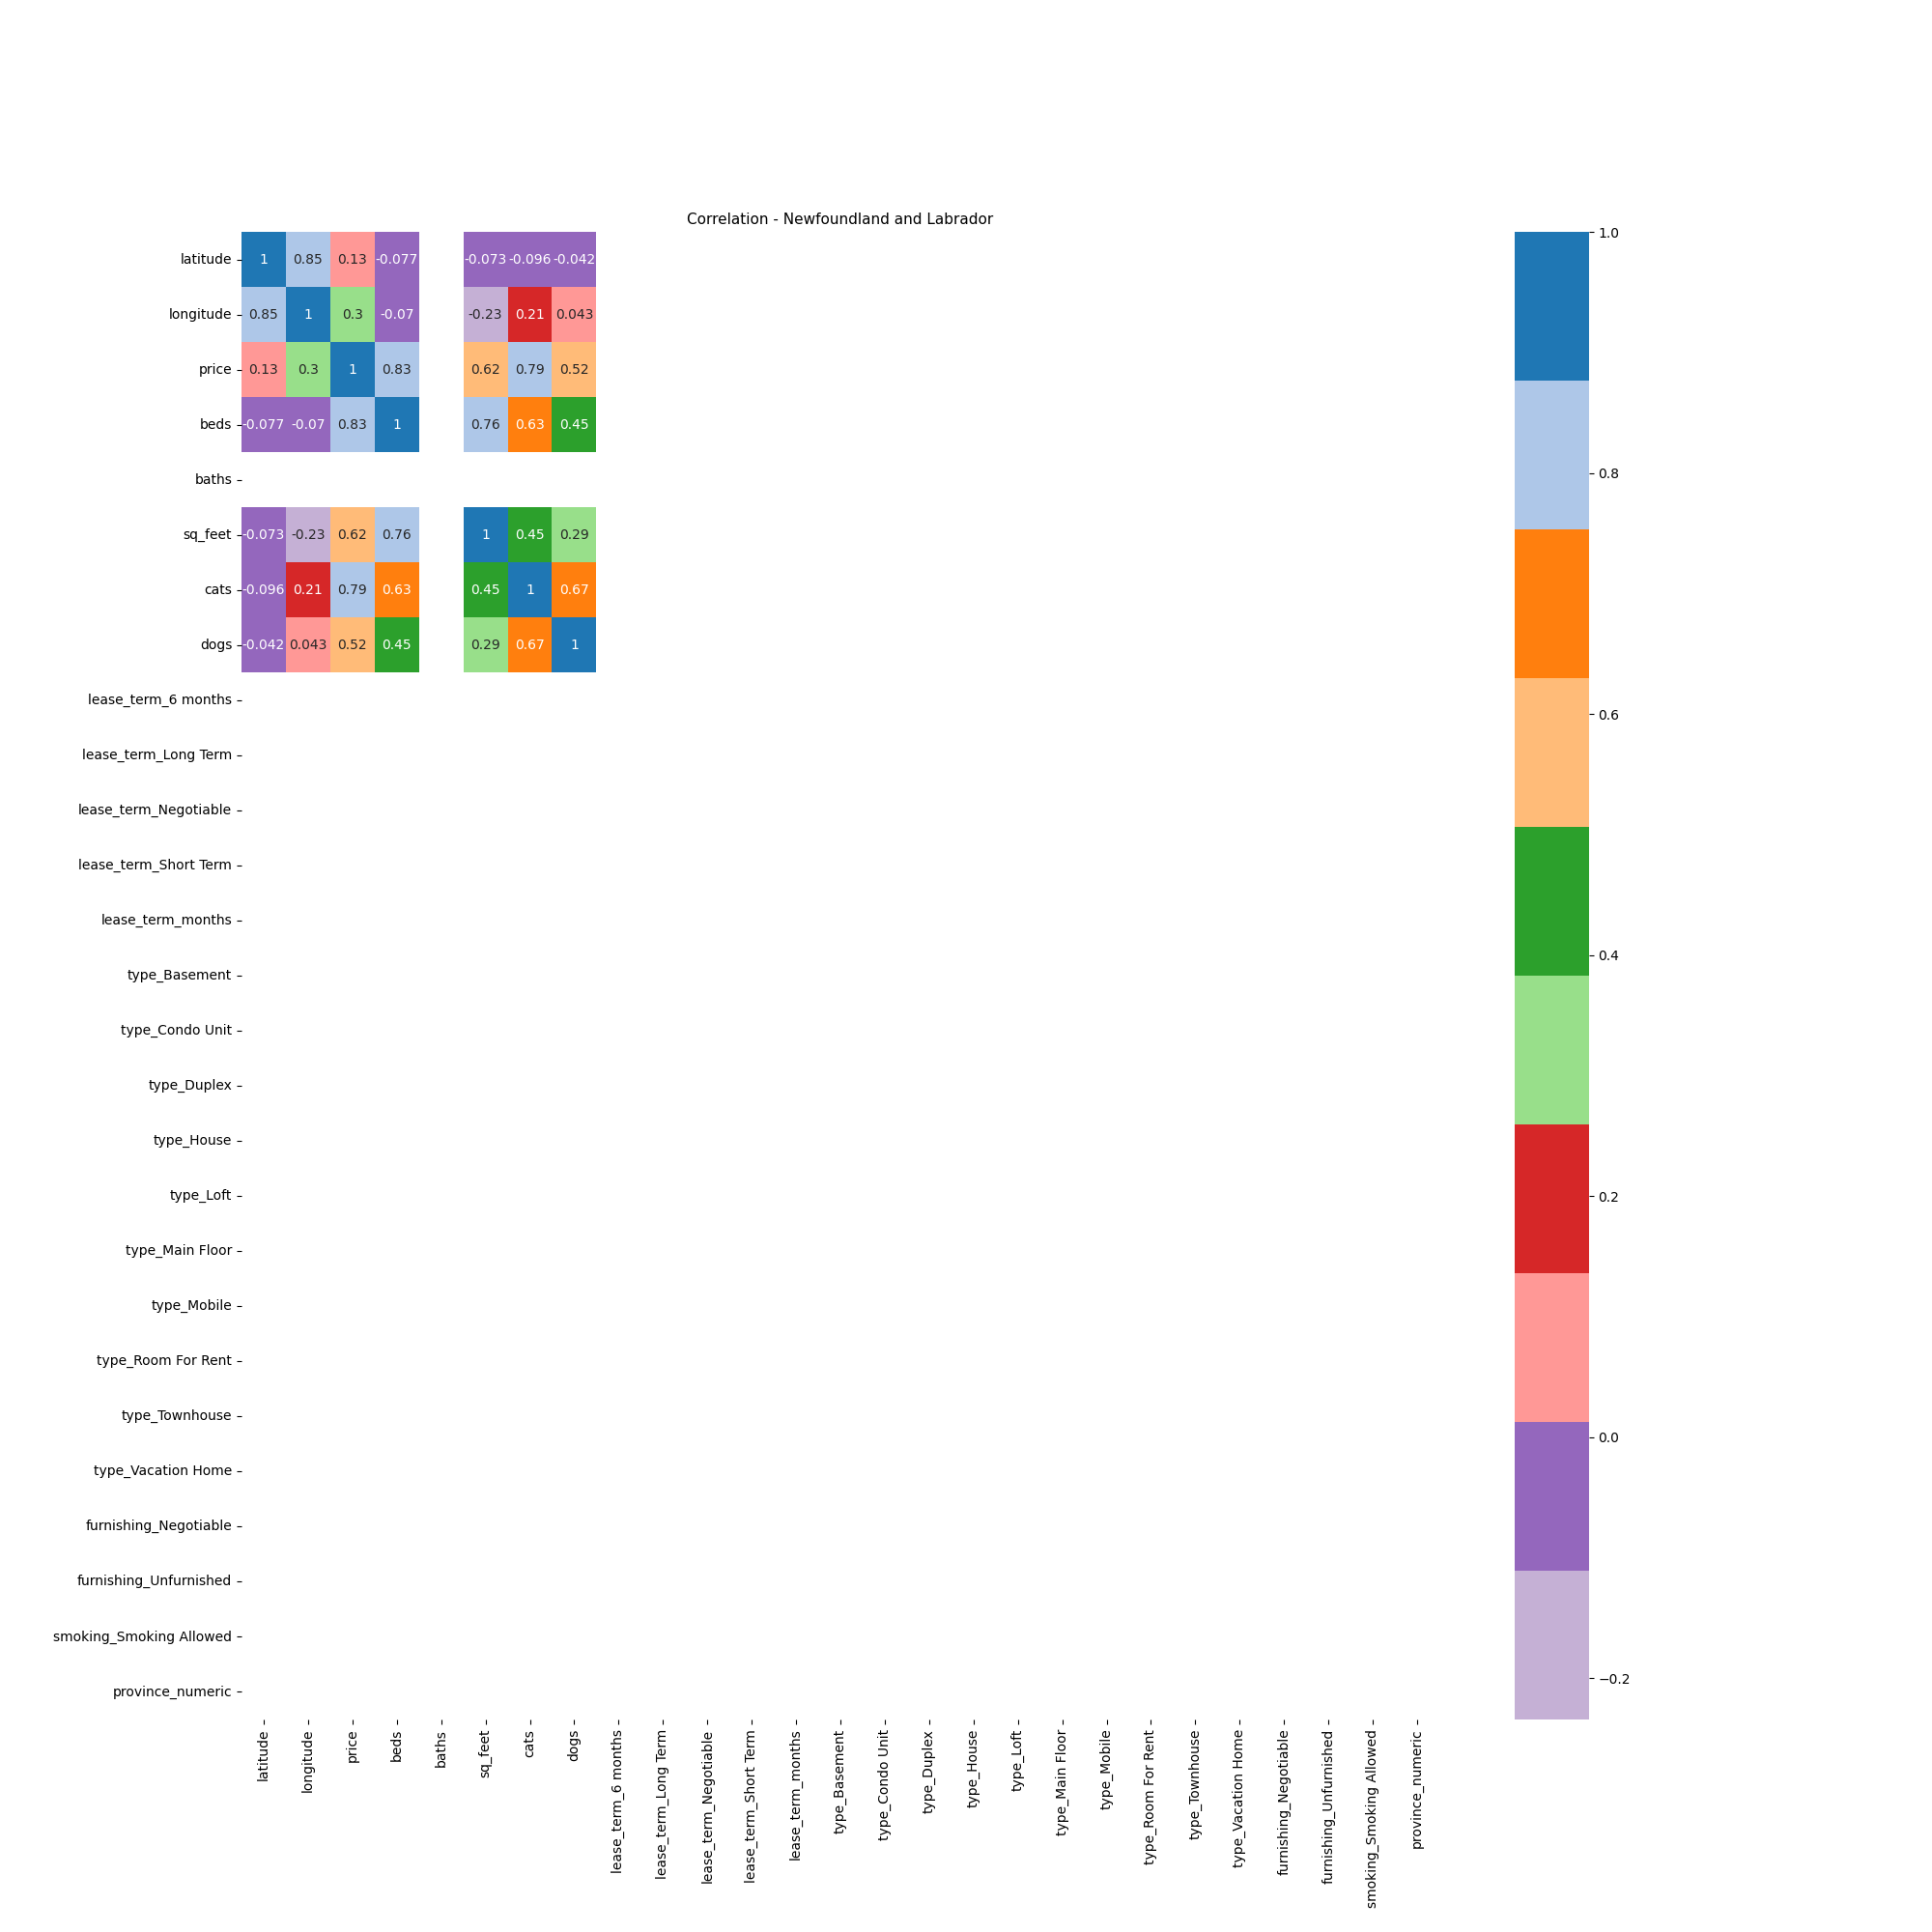 Correlation - Newfoundland and Labrador
latitude 1 0.85 0.13 -0.077 -0.073 -0.096 -0.042
longitude 0.85 1 0.3 -0.07 -0.23 0.21 0.043
price 0.13 0.3 1 0.83 0.62 0.79 0.52
beds -0.077 -0.07 0.83 1 0.76 0.63 0.45
baths
sq_feet -0.073 -0.23 0.62 0.76 1 0.45 0.29
cats -0.096 0.21 0.79 0.63 0.45 1 0.67
dogs -0.042 0.043 0.52 0.45 0.29 0.67 1
lease_term_6 months
lease_term_Long Term
lease_term_Negotiable
lease_term_Short Term
lease_term_months
type_Basement
type_Condo Unit
type_Duplex
type_House
type_Loft
type_Main Floor
type_Mobile
type_Room For Rent
type_Townhouse
type_Vacation Home
furnishing_Negotiable
furnishing_Unfurnished
smoking_Smoking Allowed
province_numeric
latitude
longitude
price
beds
baths
sq_feet
cats
dogs
lease_term_6 months
lease_term_Long Term
lease_term_Negotiable
lease_term_Short Term
lease_term_months
type_Basement
type_Condo Unit
type_Duplex
type_House
type_Loft
type_Main Floor
type_Mobile
type_Room For Rent
type_Townhouse
type_Vacation Home
furnishing_Negotiable
furnishing_Unfurnished
smoking_Smoking Allowed
province_numeric
1.0
0.8
0.6
0.4
0.2
0.0
−0.2